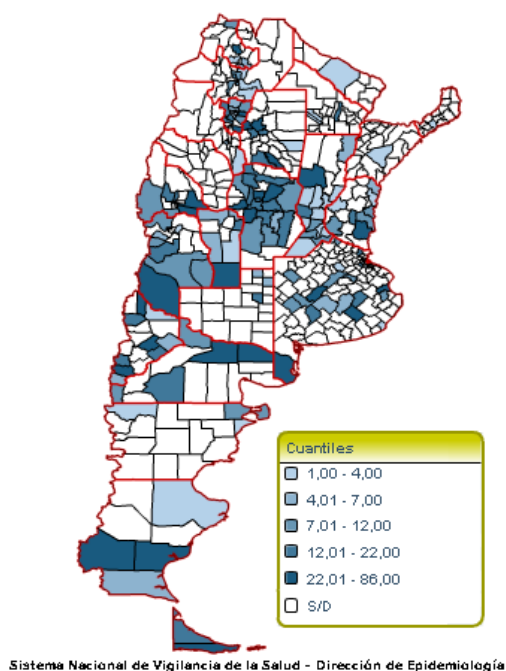 Cuantiles
1,00 - 4,00
4,01 - 7,00
7,01 - 12,00
12,01 - 22,00
22,01 - 86,00
S/D
Sistema Nacional de Vigilancia de la Salud - Dirección de Epidemiología